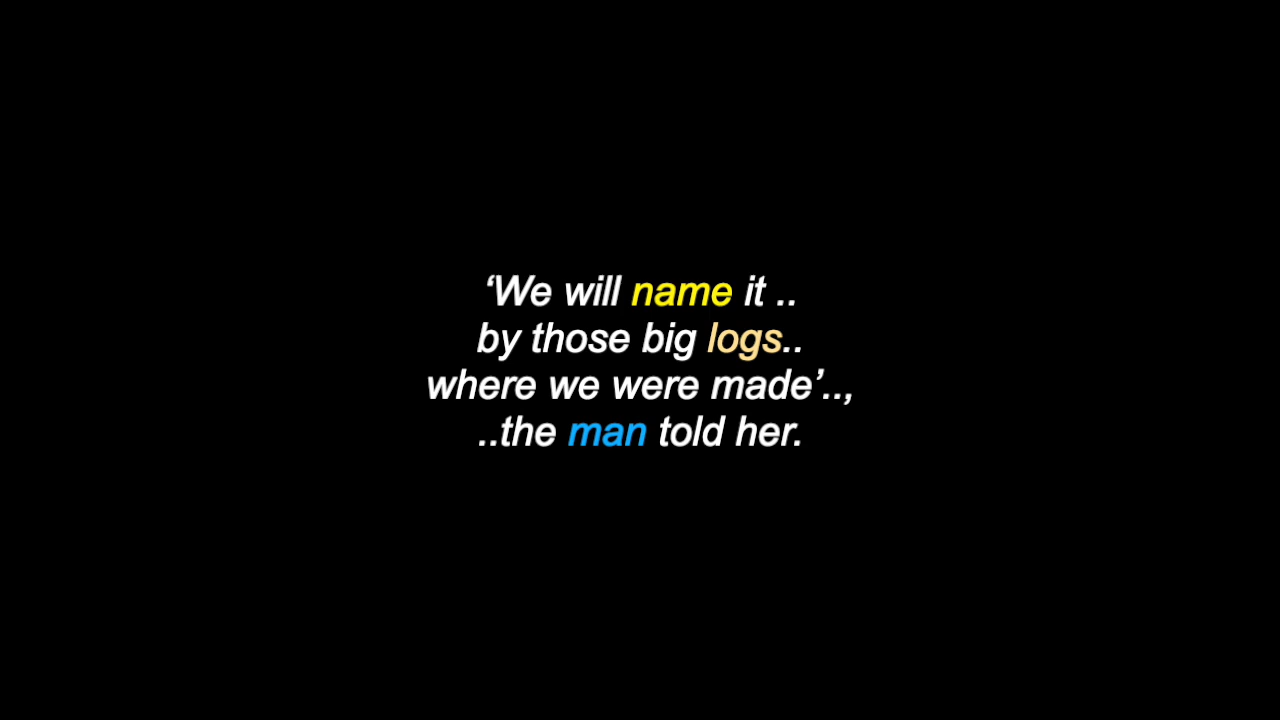 ‘We will name it ..
by those big logs..
where we were made’..,
..the man told her.